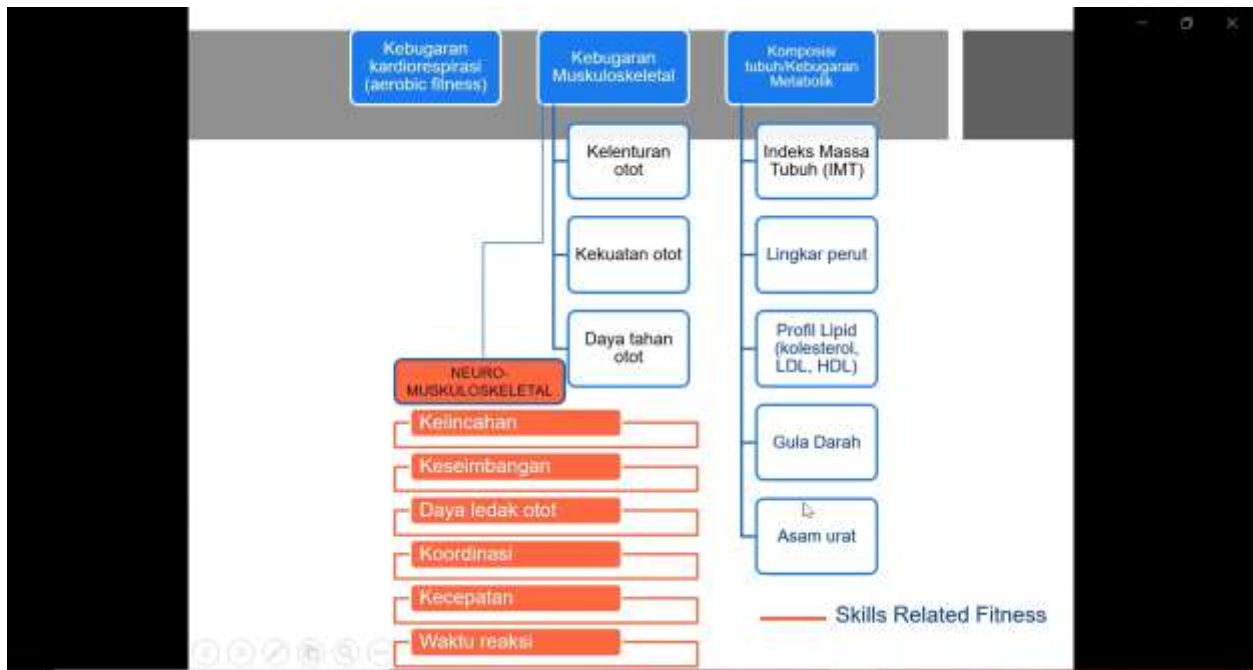 Kebugaran
kardiorespirasi
(aerobic fitness)
Kebugaran
Muskuloskeletal
Komposisi
tubuh/Kebugaran
Metabolik
Kelenturan
otot
Kekuatan otot
Daya tahan
otot
Indeks Massa
Tubuh (IMT)
Lingkar perut
Profil Lipid
(kolesterol,
LDL, HDL)
Gula Darah
Asam urat
NEURO-
MUSKULOSKELETAL
Kelincahan
Keseimbangan
Daya ledak otot
Koordinasi
Kecepatan
Waktu reaksi
Skills Related Fitness